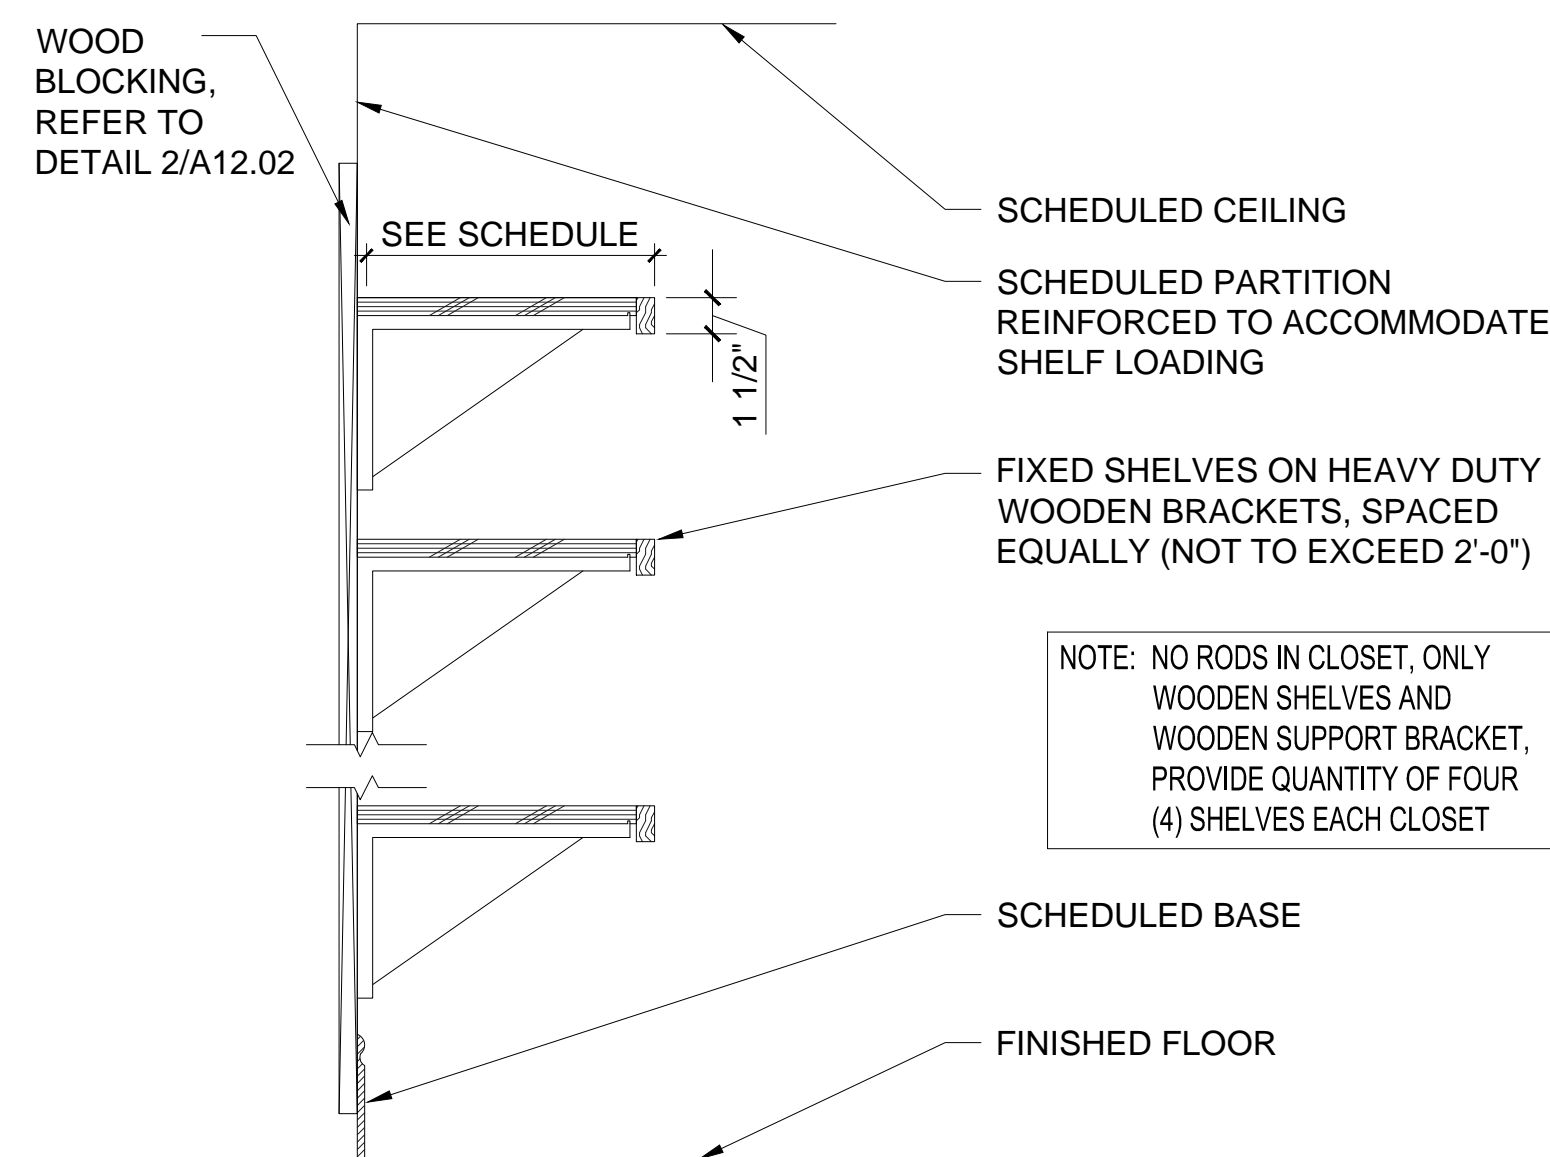 WOOD
BLOCKING,
REFER TO
DETAIL 2/A12.02
SEE SCHEDULE
1 1/2"
SCHEDULED CEILING
SCHEDULED PARTITION
REINFORCED TO ACCOMMODATE
SHELF LOADING
FIXED SHELVES ON HEAVY DUTY
WOODEN BRACKETS, SPACED
EQUALLY (NOT TO EXCEED 2'-0")
NOTE: NO RODS IN CLOSET, ONLY
WOODEN SHELVES AND
WOODEN SUPPORT BRACKET,
PROVIDE QUANTITY OF FOUR
(4) SHELVES EACH CLOSET
SCHEDULED BASE
FINISHED FLOOR